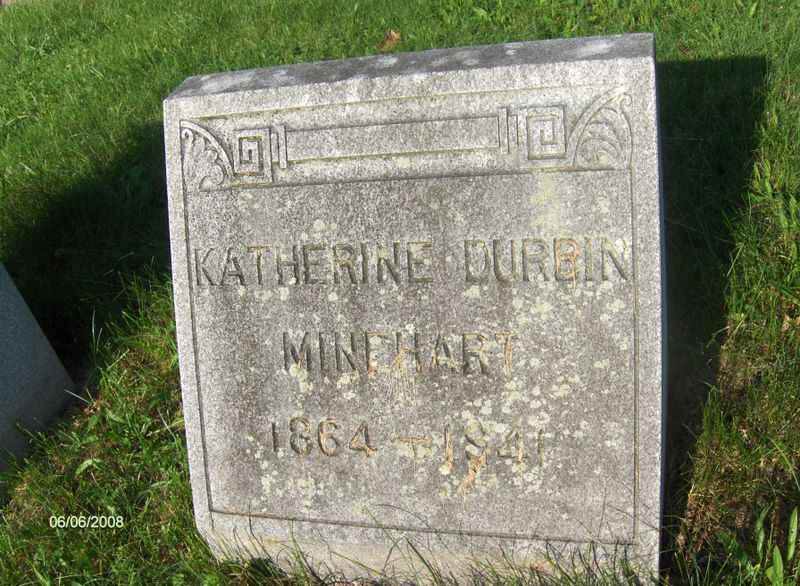 KATHERINE DURBIN
MINEHART
1864 - 1941
06/06/2008